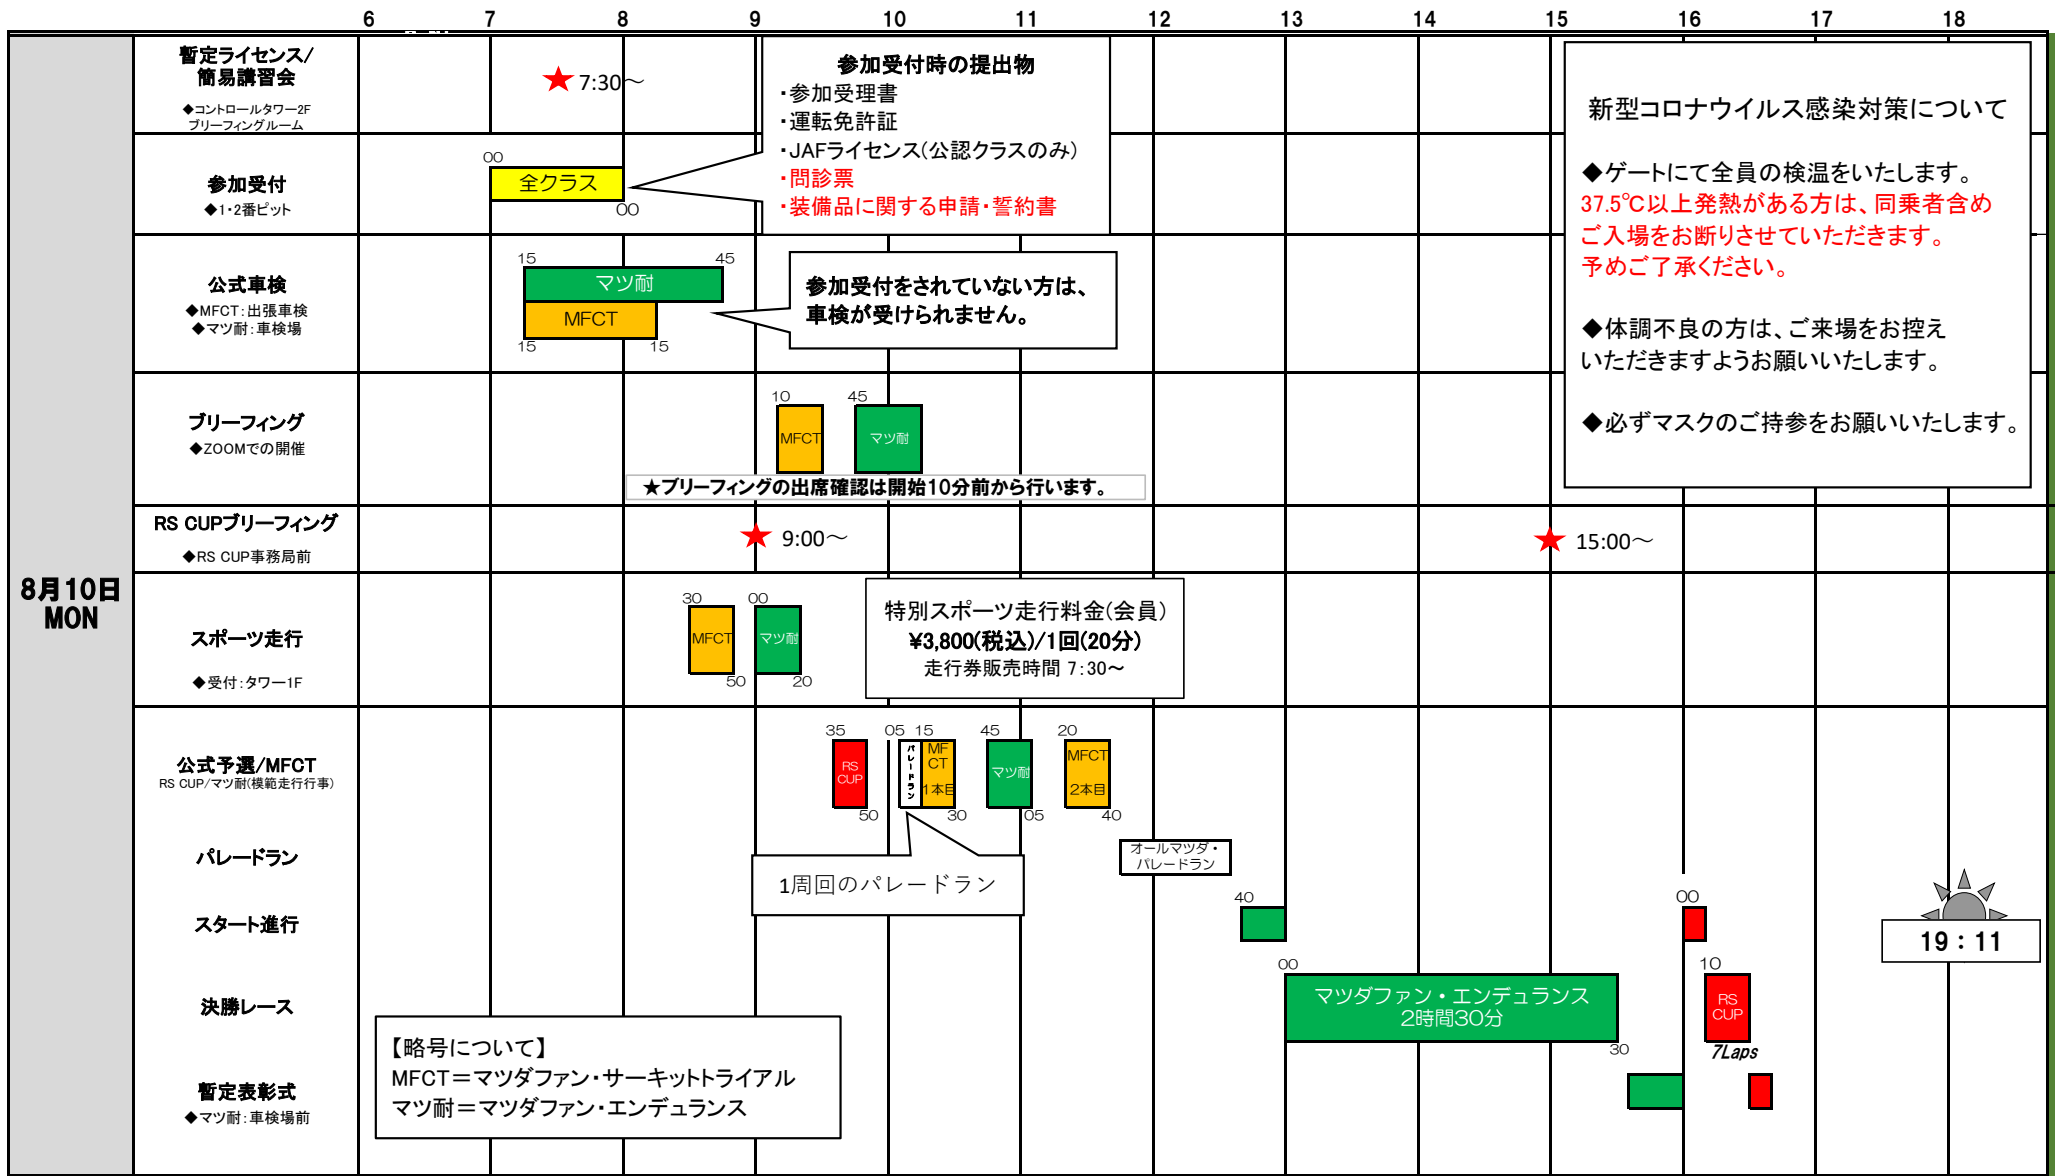 6 7 8 9 10 11 12 13 14 15 16 17 18
8月10日
MON
暫定ライセンス/
簡易講習会
◆コントロールタワー2F
ブリーフィングルーム
★ 7:30～
参加受付時の提出物
・参加受理書
・運転免許証
・JAFライセンス(公認クラスのみ)
・問診票
・装備品に関する申請・誓約書
新型コロナウイルス感染対策について
◆ゲートにて全員の検温をいたします。
37.5℃以上発熱がある方は、同乗者含め
ご入場をお断りさせていただきます。
予めご了承ください。
◆体調不良の方は、ご来場をお控え
いただきますようお願いいたします。
◆必ずマスクのご持参をお願いいたします。
参加受付
◆1・2番ピット
00
全クラス
00
公式車検
◆MFCT：出張車検
◆マツ耐：車検場
15 45
マツ耐
MFCT
15 15
参加受付をされていない方は、
車検が受けられません。
ブリーフィング
◆ZOOMでの開催
10 45
MFCT マツ耐
★ブリーフィングの出席確認は開始10分前から行います。
RS CUPブリーフィング
◆RS CUP事務局前
★ 9:00～ ★ 15:00～
スポーツ走行
◆受付：タワー1F
30 00
MFCT マツ耐
50 20
特別スポーツ走行料金(会員)
¥3,800(税込)/1回(20分)
走行券販売時間 7:30～
公式予選/MFCT
RS CUP/マツ耐(模範走行行事)
35 05 15 45 20
RS
CUP
パレードラン
MF
CT
1本目
マツ耐
MFCT
2本目
50 30 05 40
1周回のパレードラン
パレードラン
オールマツダ・
パレードラン
スタート進行
40 00
19：11
決勝レース
00 10
マツダファン・エンデュランス
2時間30分
RS
CUP
30
7Laps
暫定表彰式
◆マツ耐：車検場前
【略号について】
MFCT＝マツダファン・サーキットトライアル
マツ耐＝マツダファン・エンデュランス